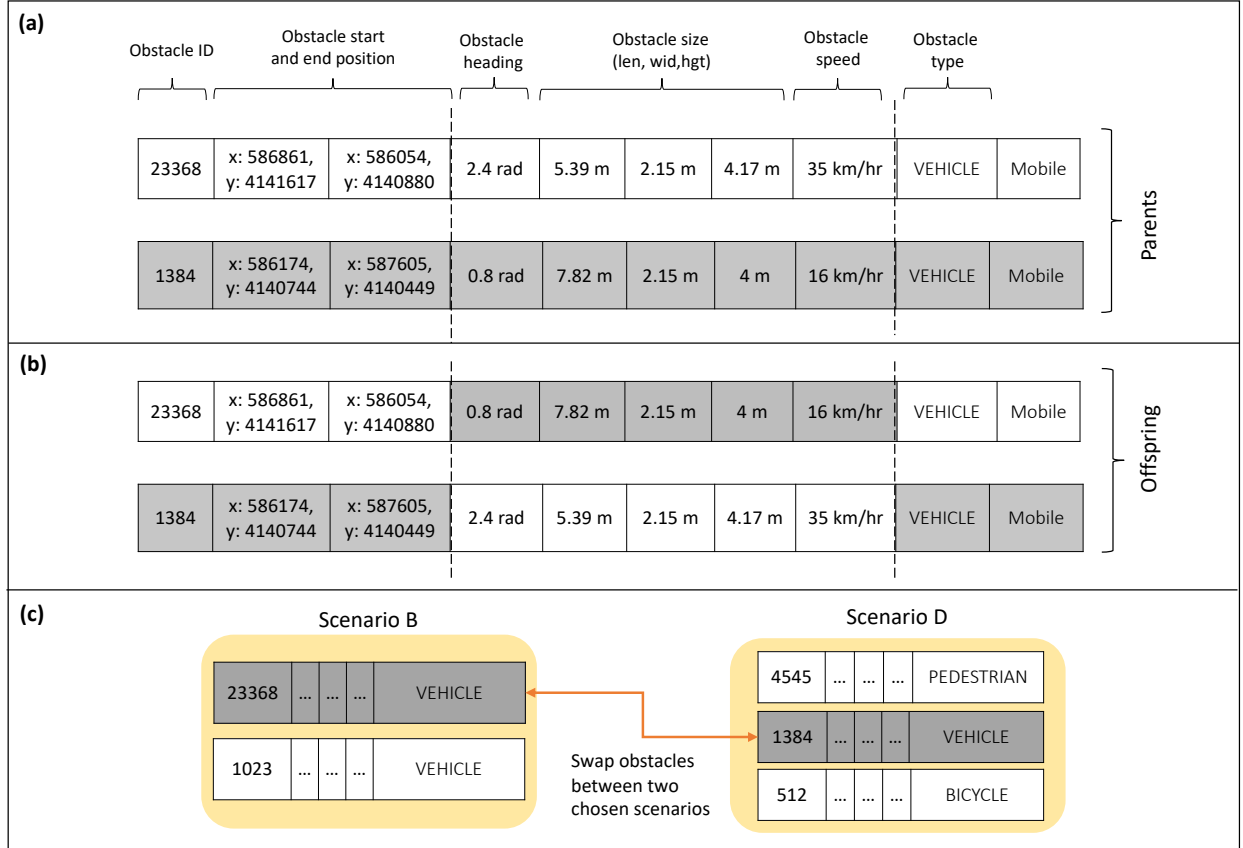 (a)
Obstacle ID
Obstacle start
and end position
Obstacle
heading
Obstacle size
(len, wid,hgt)
Obstacle
speed
Obstacle
type
23368
x: 586861,
y: 4141617
x: 586054,
y: 4140880
2.4 rad
5.39 m
2.15 m
4.17 m
35 km/hr
VEHICLE
Mobile
1384
x: 586174,
y: 4140744
x: 587605,
y: 4140449
0.8 rad
7.82 m
2.15 m
4 m
16 km/hr
VEHICLE
Mobile
Parents
(b)
23368
x: 586861,
y: 4141617
x: 586054,
y: 4140880
0.8 rad
7.82 m
2.15 m
4 m
16 km/hr
VEHICLE
Mobile
1384
x: 586174,
y: 4140744
x: 587605,
y: 4140449
2.4 rad
5.39 m
2.15 m
4.17 m
35 km/hr
VEHICLE
Mobile
Offspring
(c)
Scenario B
23368 ... ... ... VEHICLE
1023 ... ... ... VEHICLE
Swap obstacles
between two
chosen scenarios
Scenario D
4545 ... ... ... PEDESTRIAN
1384 ... ... ... VEHICLE
512 ... ... ... BICYCLE